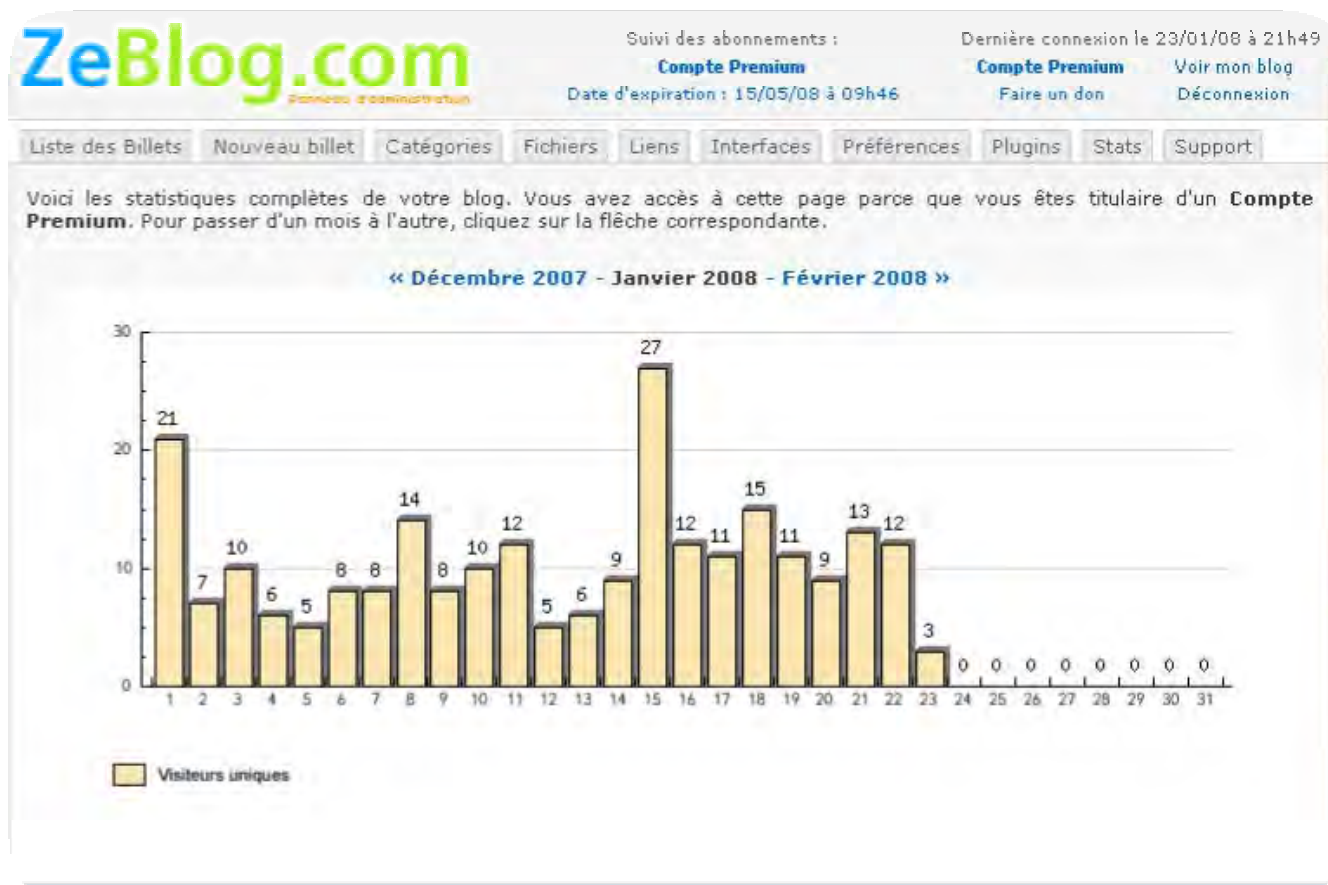 ZeBlog.com
Panneau d'administration
Suivi des abonnements :
Compte Premium
Date d'expiration : 15/05/08 à 09h46
Dernière connexion le 23/01/08 à 21h49
Compte Premium Voir mon blog
Faire un don Déconnexion
Liste des Billets Nouveau billet Catégories Fichiers Liens Interfaces Préférences Plugins Stats Support
Voici les statistiques complètes de votre blog. Vous avez accès à cette page parce que vous êtes titulaire d'un Compte
Premium. Pour passer d'un mois à l'autre, cliquez sur la flêche correspondante.
« Décembre 2007 - Janvier 2008 - Février 2008 »
30
20
10
0
21 7 10 6 5 8 8 14 8 10 12 5 6 9 27 12 11 15 11 9 13 12 3 0 0 0 0 0 0 0 0
1 2 3 4 5 6 7 8 9 10 11 12 13 14 15 16 17 18 19 20 21 22 23 24 25 26 27 28 29 30 31
Visiteurs uniques